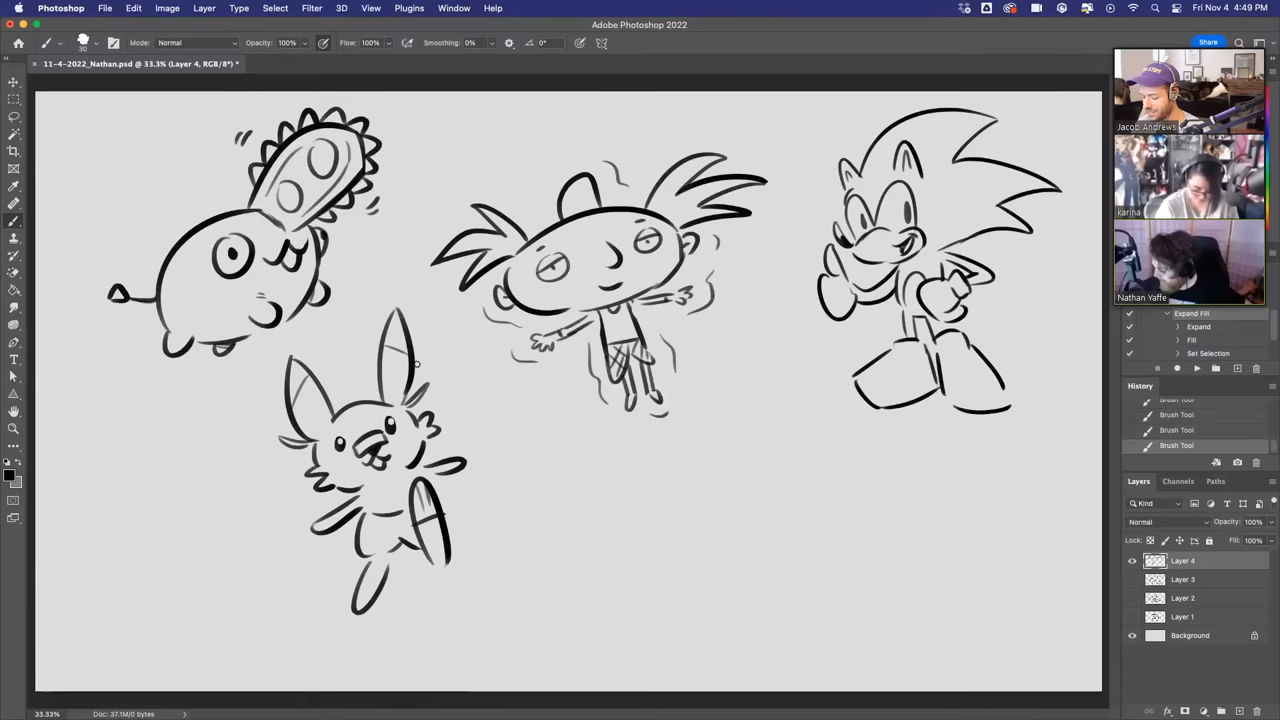 Photoshop File Edit Image Layer Type Select Filter 3D View Plugins Window Help
Fri Nov 4 4:49 PM
Adobe Photoshop 2022
30 Mode: Normal Opacity: 100% Flow: 100% Smoothing: 0% 0° Share
11-4-2022_Nathan.psd @ 33.3% (Layer 4, RGB/8*) *
Jacob Andrews
karina
Nathan Yaffe
Expand Fill
Expand
Fill
Set Selection
History
Brush Tool
Brush Tool
Brush Tool
Brush Tool
Layers Channels Paths
Kind
Normal Opacity: 100%
Lock: Fill: 100%
Layer 4
Layer 3
Layer 2
Layer 1
Background
fx
33.33% Doc: 37.1M/0 bytes